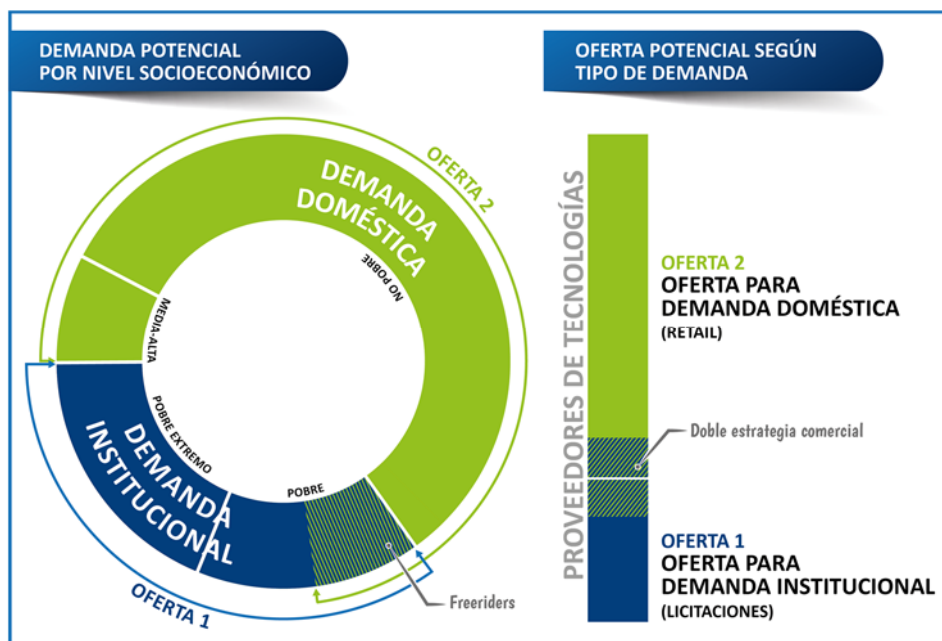 DEMANDA POTENCIAL
POR NIVEL SOCIOECONÓMICO
OFERTA 2
DEMANDA
DOMÉSTICA
NO POBRE
MEDIA-ALTA
POBRE EXTREMO
POBRE
DEMANDA
INSTITUCIONAL
OFERTA 1
Freeriders
OFERTA POTENCIAL SEGÚN
TIPO DE DEMANDA
PROVEEDORES DE TECNOLOGÍAS
OFERTA 2
OFERTA PARA
DEMANDA DOMÉSTICA
(RETAIL)
Doble estrategia comercial
OFERTA 1
OFERTA PARA
DEMANDA INSTITUCIONAL
(LICITACIONES)